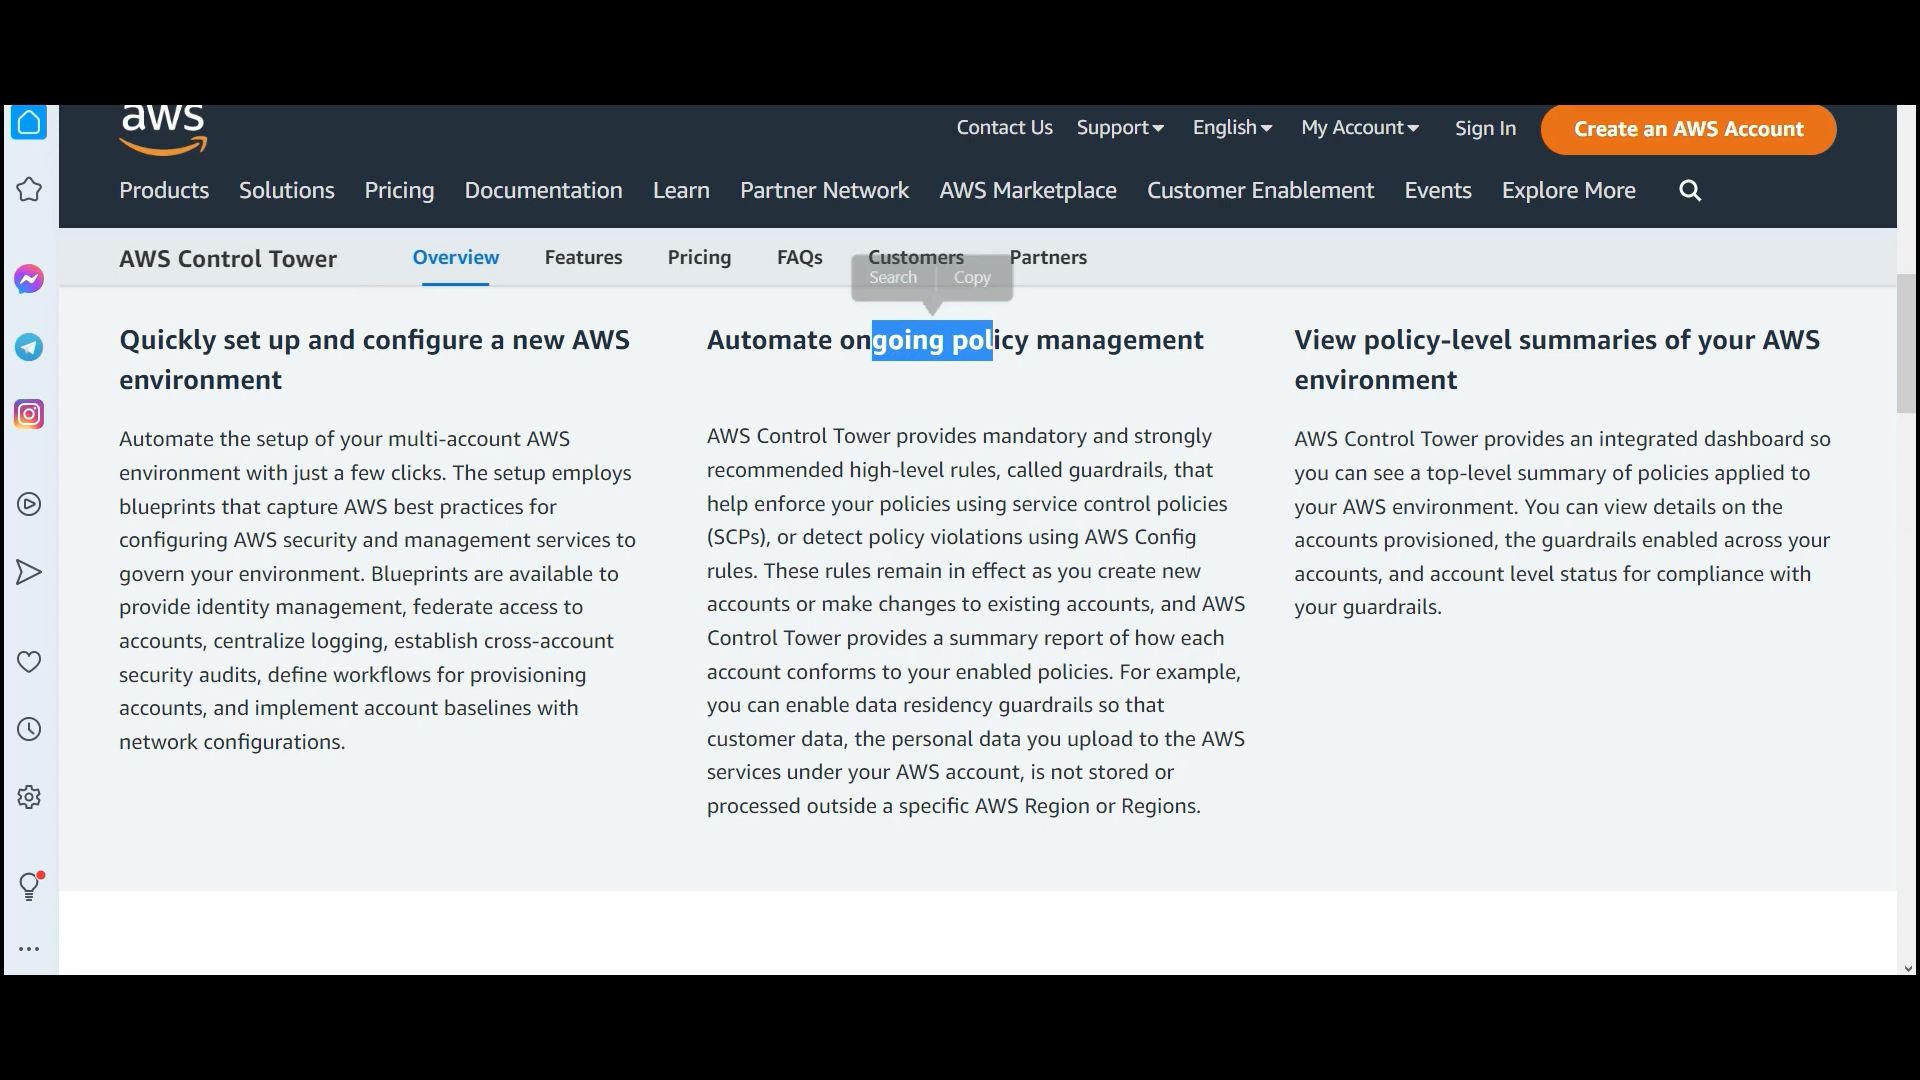 aws
Contact Us Support English My Account Sign In Create an AWS Account
Products Solutions Pricing Documentation Learn Partner Network AWS Marketplace Customer Enablement Events Explore More
AWS Control Tower Overview Features Pricing FAQs Customers Partners
Search Copy
Quickly set up and configure a new AWS
environment
Automate the setup of your multi-account AWS
environment with just a few clicks. The setup employs
blueprints that capture AWS best practices for
configuring AWS security and management services to
govern your environment. Blueprints are available to
provide identity management, federate access to
accounts, centralize logging, establish cross-account
security audits, define workflows for provisioning
accounts, and implement account baselines with
network configurations.
Automate ongoing policy management
AWS Control Tower provides mandatory and strongly
recommended high-level rules, called guardrails, that
help enforce your policies using service control policies
(SCPs), or detect policy violations using AWS Config
rules. These rules remain in effect as you create new
accounts or make changes to existing accounts, and AWS
Control Tower provides a summary report of how each
account conforms to your enabled policies. For example,
you can enable data residency guardrails so that
customer data, the personal data you upload to the AWS
services under your AWS account, is not stored or
processed outside a specific AWS Region or Regions.
View policy-level summaries of your AWS
environment
AWS Control Tower provides an integrated dashboard so
you can see a top-level summary of policies applied to
your AWS environment. You can view details on the
accounts provisioned, the guardrails enabled across your
accounts, and account level status for compliance with
your guardrails.